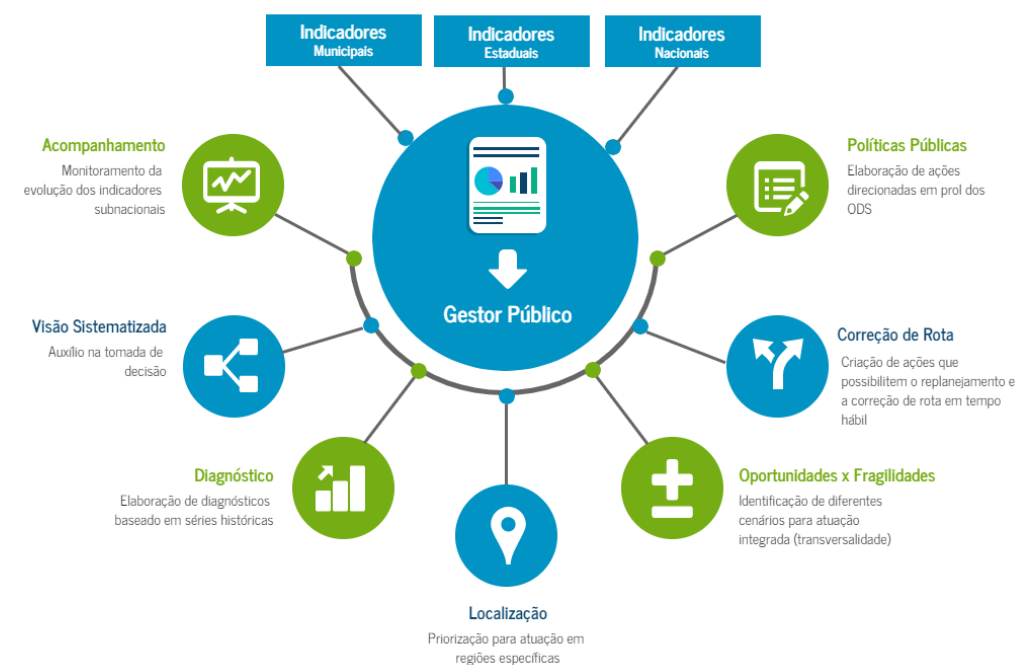 Indicadores
Municipais
Indicadores
Estaduais
Indicadores
Nacionais
Acompanhamento
Monitoramento da
evolução dos indicadores
subnacionais
Políticas Públicas
Elaboração de ações
direcionadas em prol dos
ODS
Gestor Público
Visão Sistematizada
Auxílio na tomada de
decisão
Correção de Rota
Criação de ações que
possibilitem o replanejamento e
a correção de rota em tempo
hábil
Diagnóstico
Elaboração de diagnósticos
baseado em séries históricas
Oportunidades x Fragilidades
Identificação de diferentes
cenários para atuação
integrada (transversalidade)
Localização
Priorização para atuação em
regiões específicas